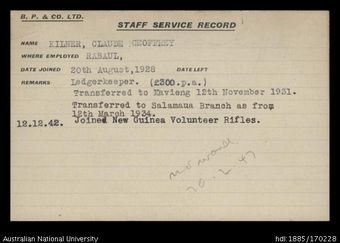 B. P. & CO. LTD.
STAFF SERVICE RECORD
NAME KILNER, CLAUDE GEOFFREY
WHERE EMPLOYED RABAUL,
DATE JOINED 20th August, 1928 DATE LEFT
REMARKS Ledgerkeeper. (£300.p.a.)
Transferred to Kavieng 12th November 1931.
Transferred to Salamaua Branch as from
12th March 1934.
12.12.42. Joined New Guinea Volunteer Rifles.
Australian National University
hdl:1885/170228